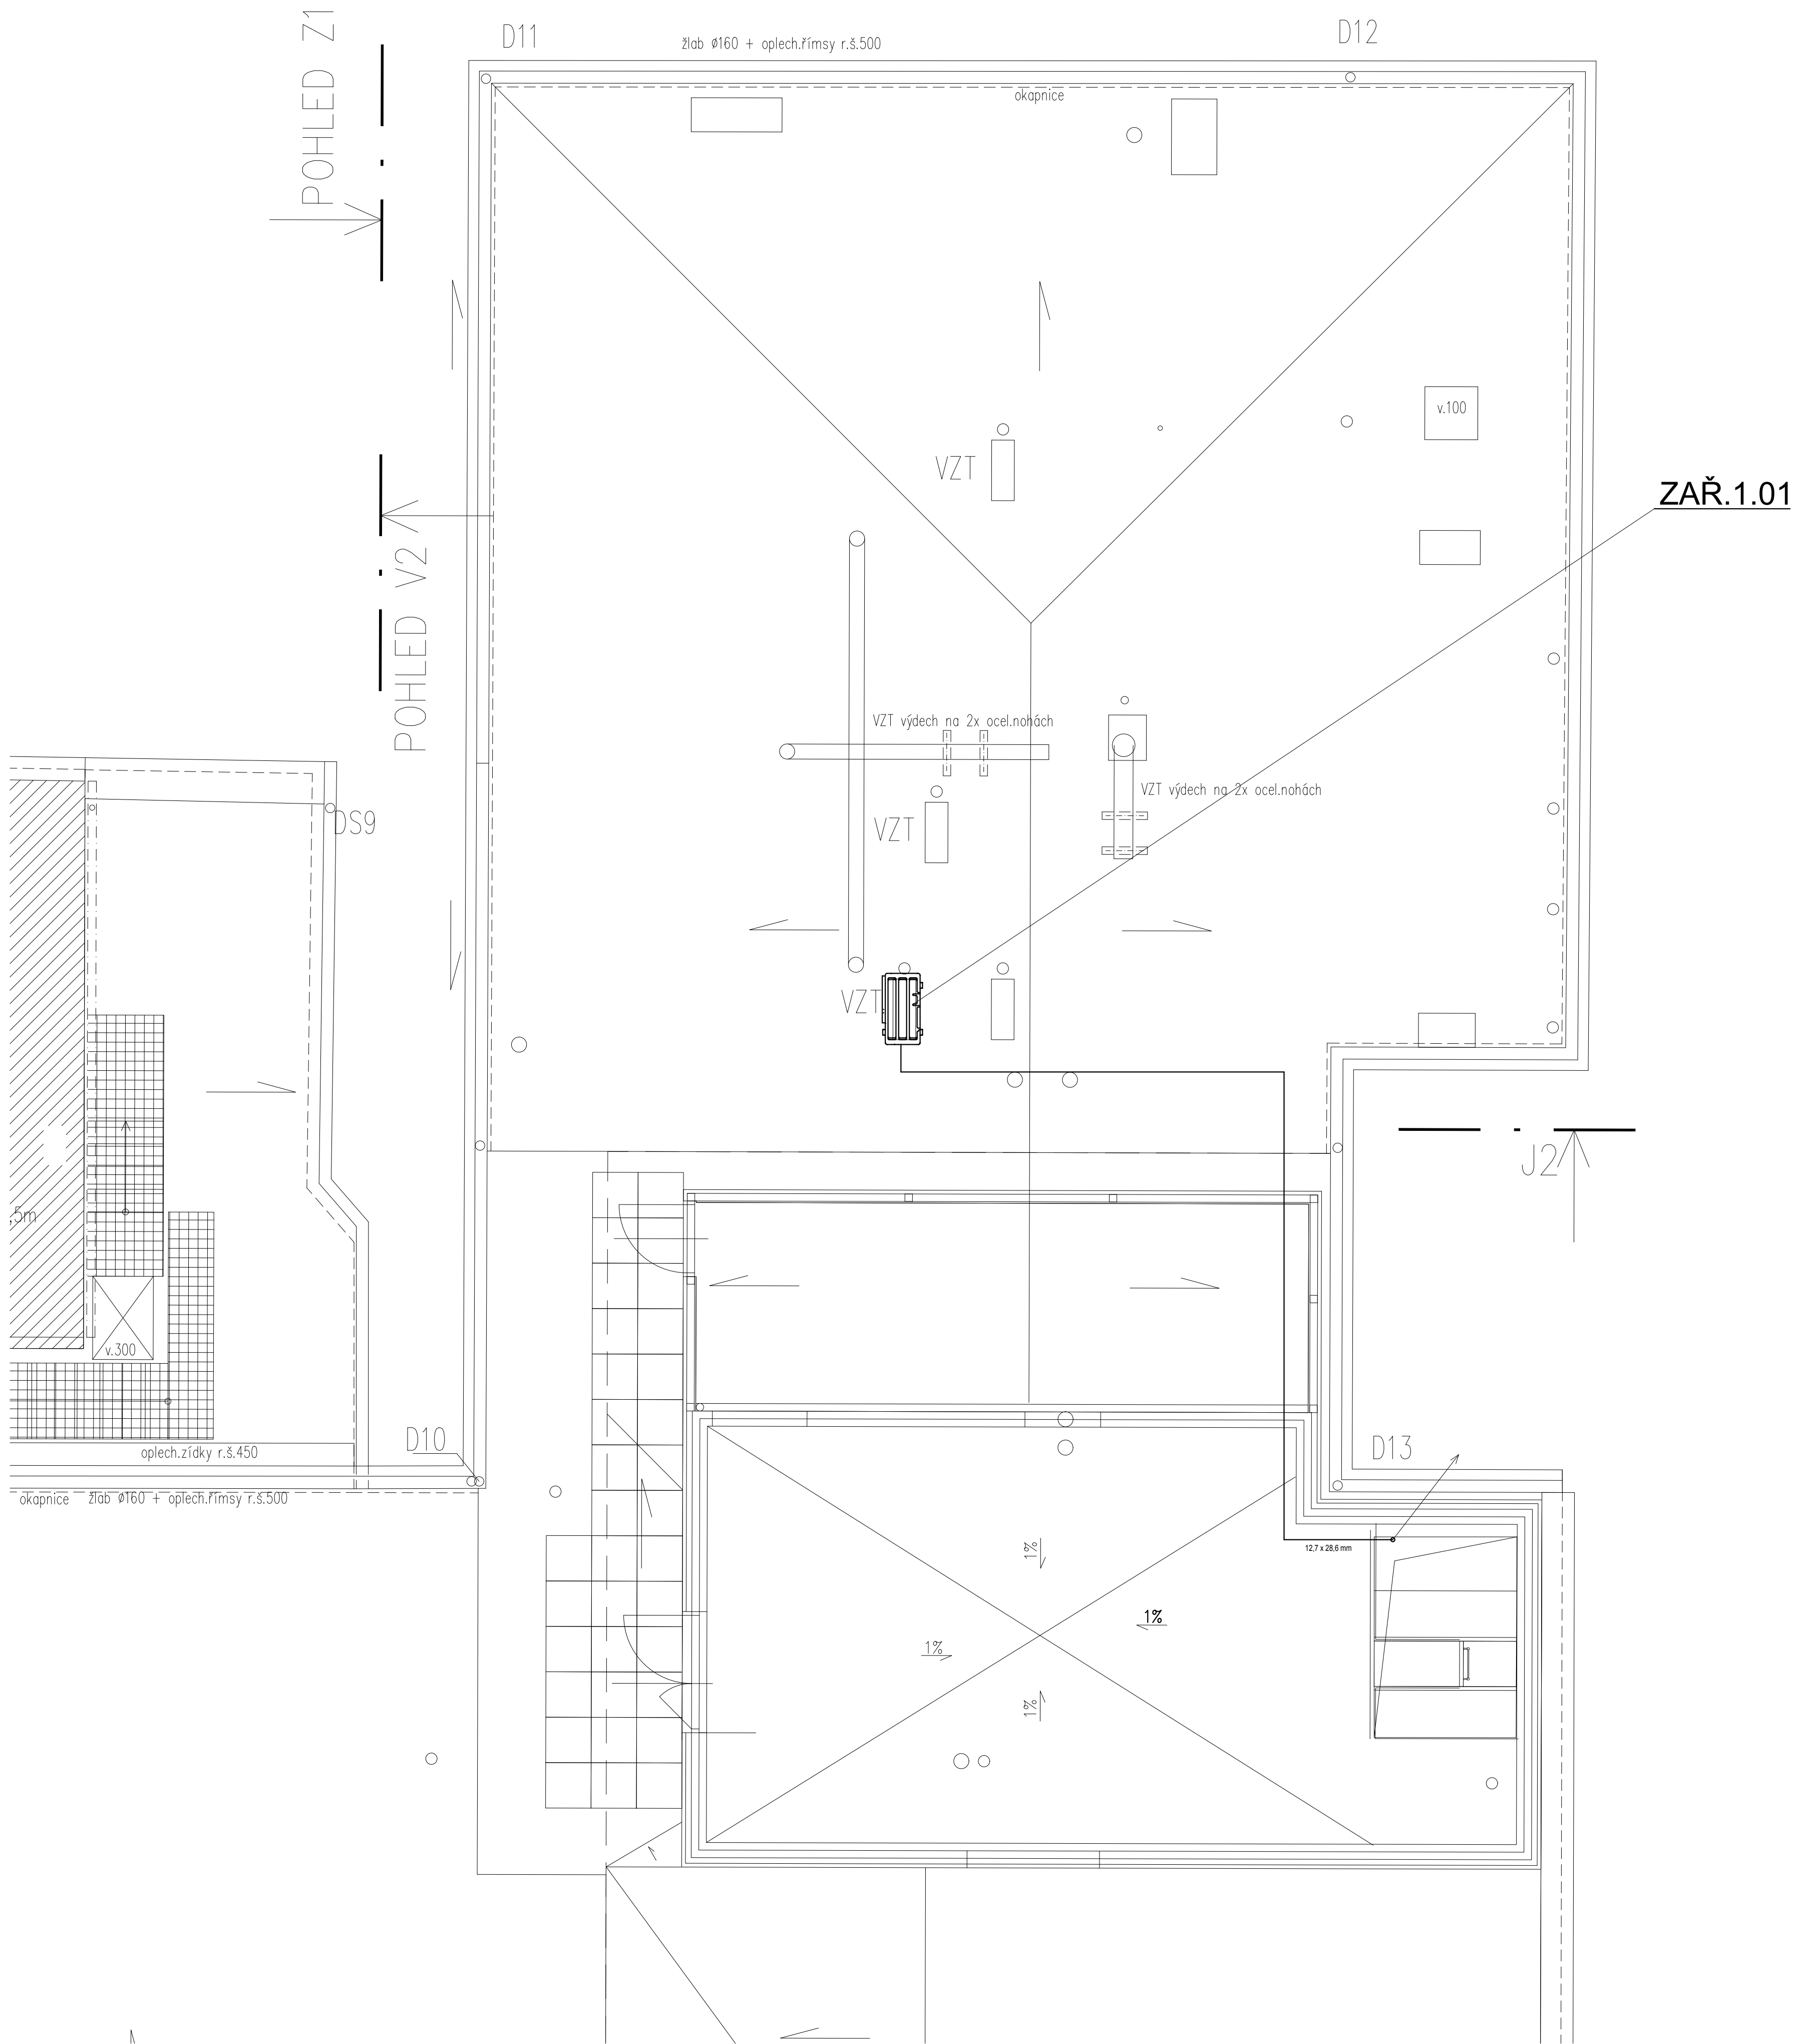 POHLED Z1
D11
žlab ø160 + oplech.římsy r.š.500
D12
okapnice
v.100
VZT
ZAŘ.1.01
POHLED V2
VZT výdech na 2x ocel.nohách
VZT výdech na 2x ocel.nohách
DS9
VZT
VZT
J2
,5m
v.300
D10
D13
oplech.zídky r.š.450
okapnice
žlab ø160 + oplech.římsy r.š.500
12,7 x 28,6 mm
1%
1%
1%
1%